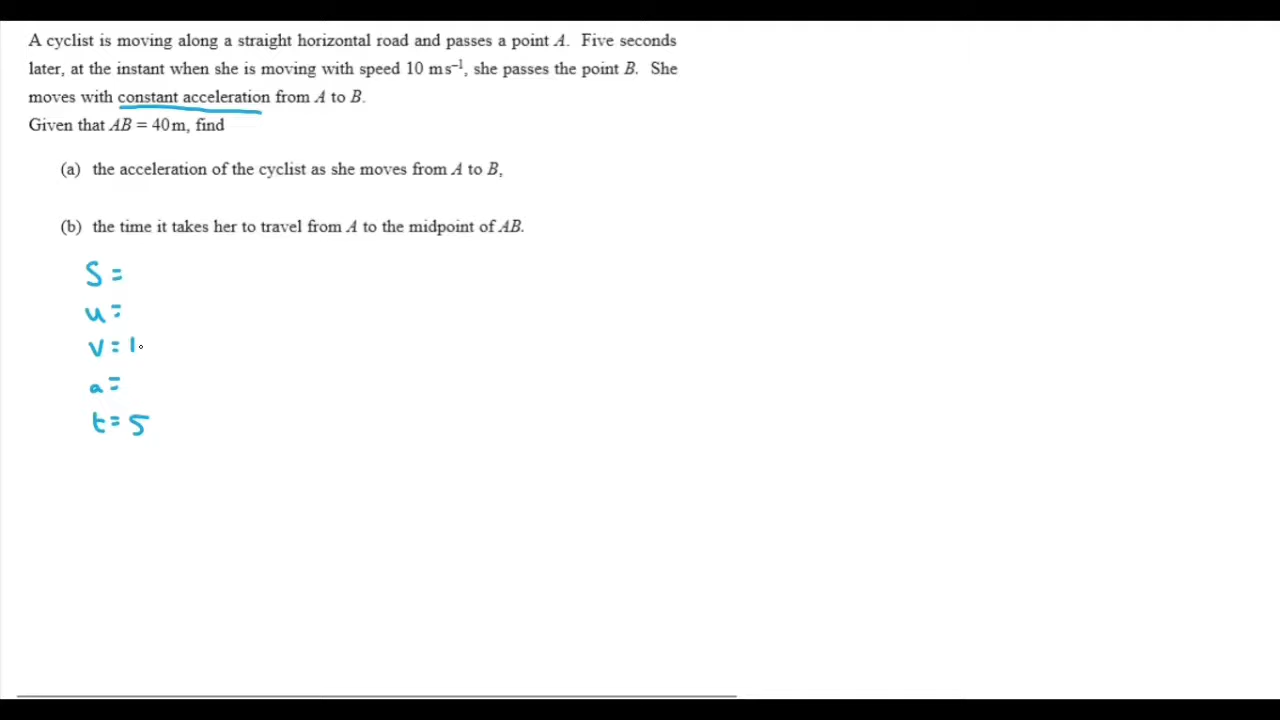 A cyclist is moving along a straight horizontal road and passes a point A. Five seconds
later, at the instant when she is moving with speed 10 ms⁻¹, she passes the point B. She
moves with constant acceleration from A to B.
Given that AB = 40m, find
(a) the acceleration of the cyclist as she moves from A to B,
(b) the time it takes her to travel from A to the midpoint of AB.
S =
u =
v = 1
a =
t = 5